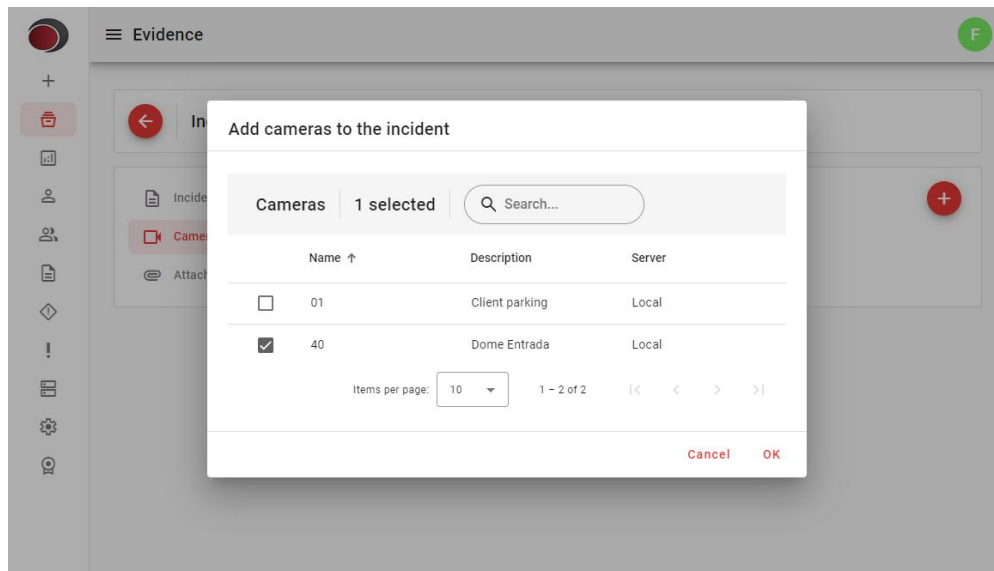 Evidence
F
In
Add cameras to the incident
Incide
Camer
Attach
Cameras 1 selected Search...
Name Description Server
01 Client parking Local
40 Dome Entrada Local
Items per page: 10 1 – 2 of 2
Cancel OK